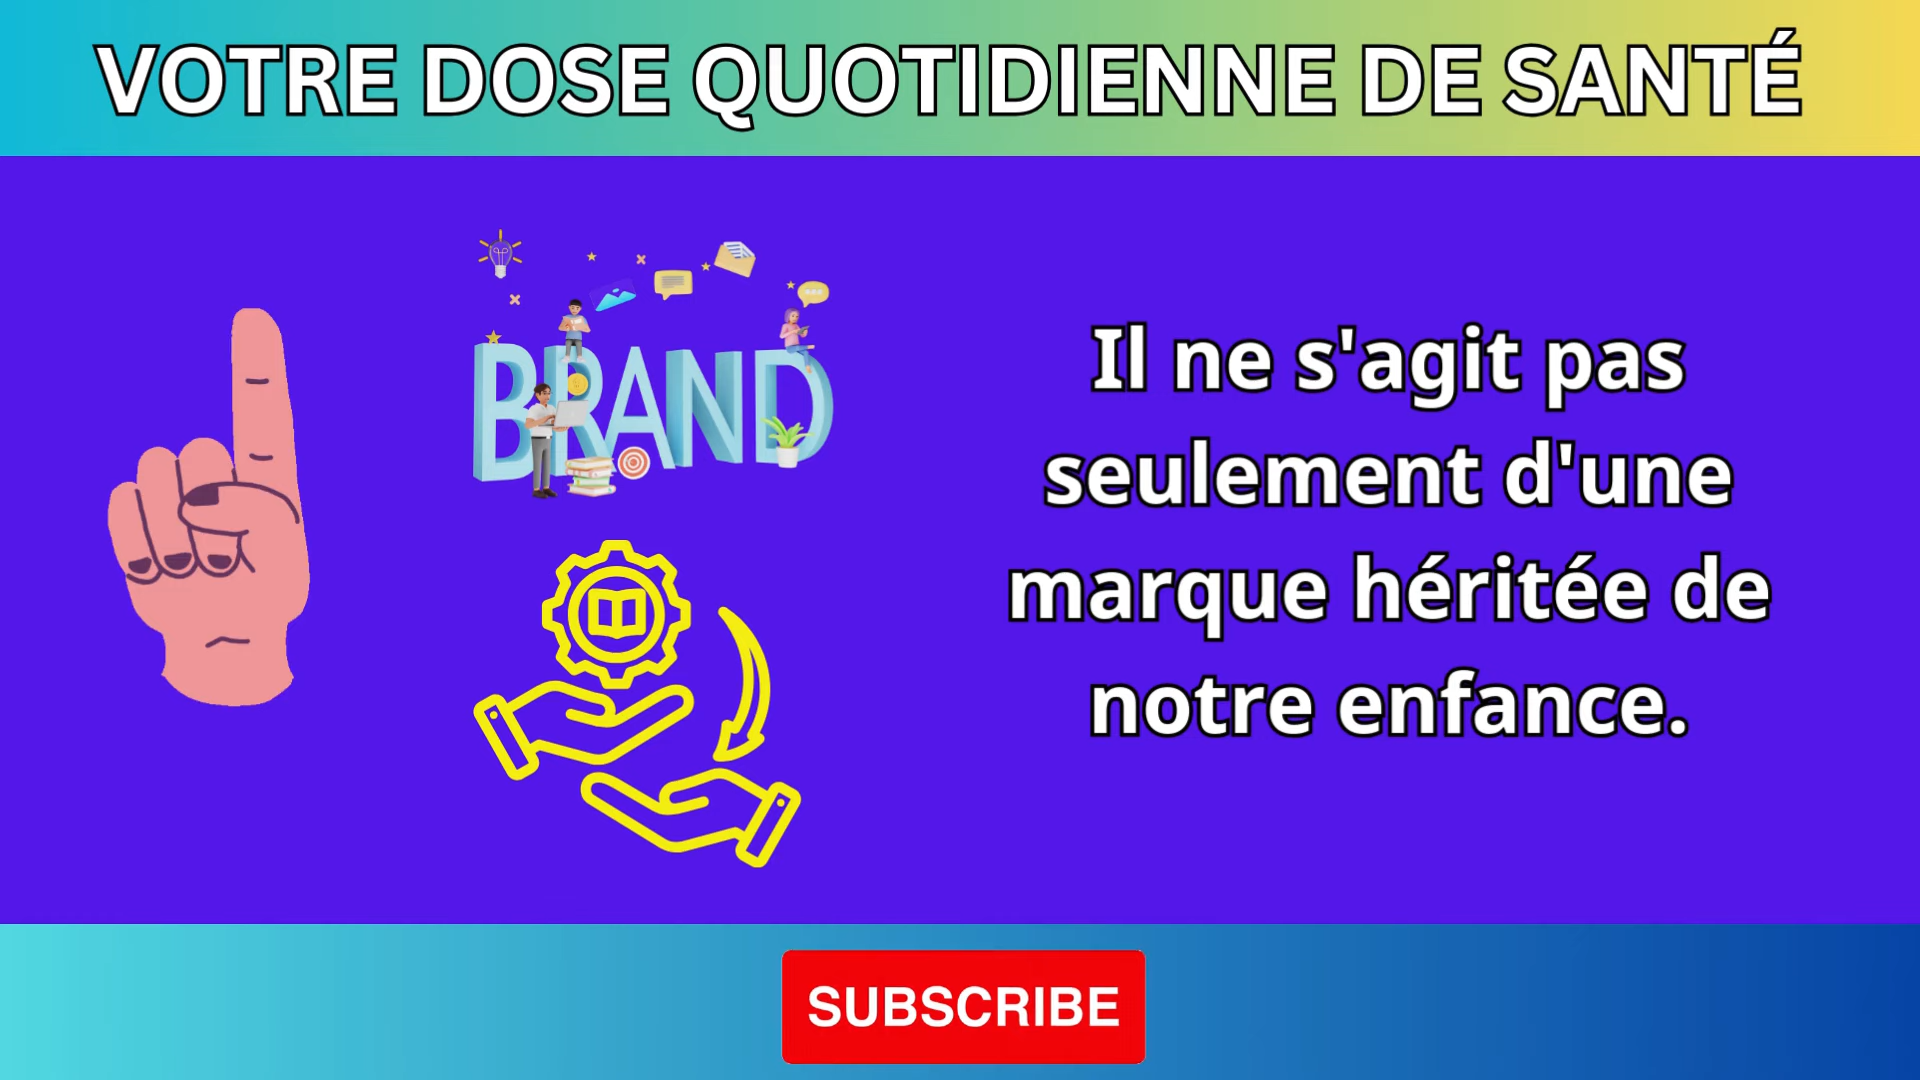 VOTRE DOSE QUOTIDIENNE DE SANTÉ
BRAND
Il ne s'agit pas
seulement d'une
marque héritée de
notre enfance.
SUBSCRIBE